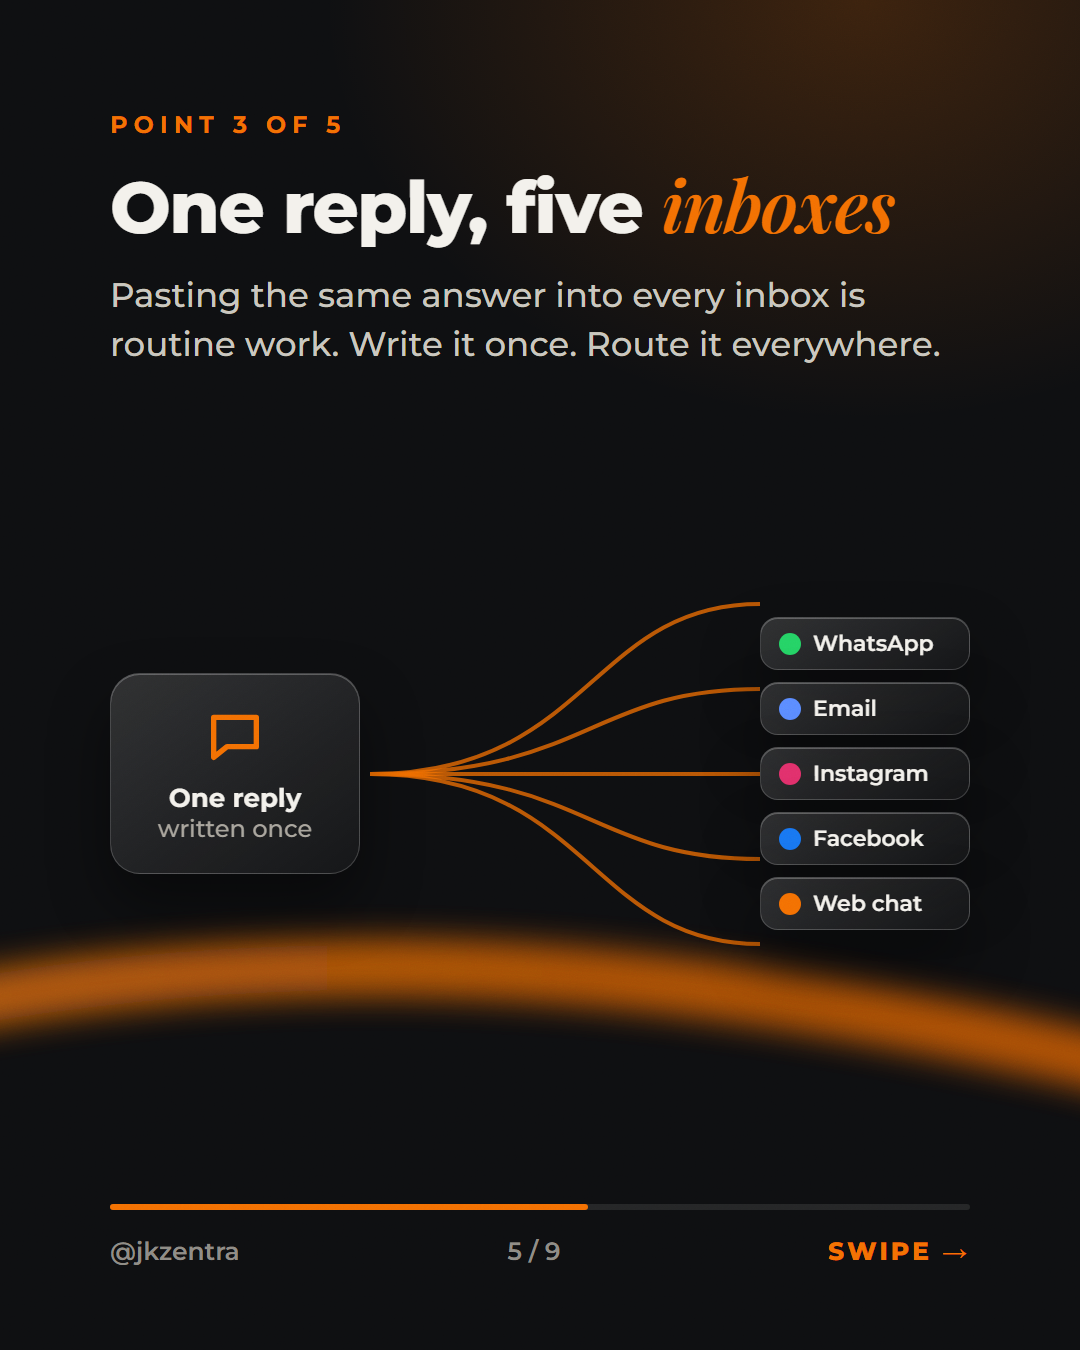 POINT 3 OF 5
One reply, five inboxes
Pasting the same answer into every inbox is
routine work. Write it once. Route it everywhere.
One reply
written once
WhatsApp
Email
Instagram
Facebook
Web chat
@jkzentra
5 / 9
SWIPE →